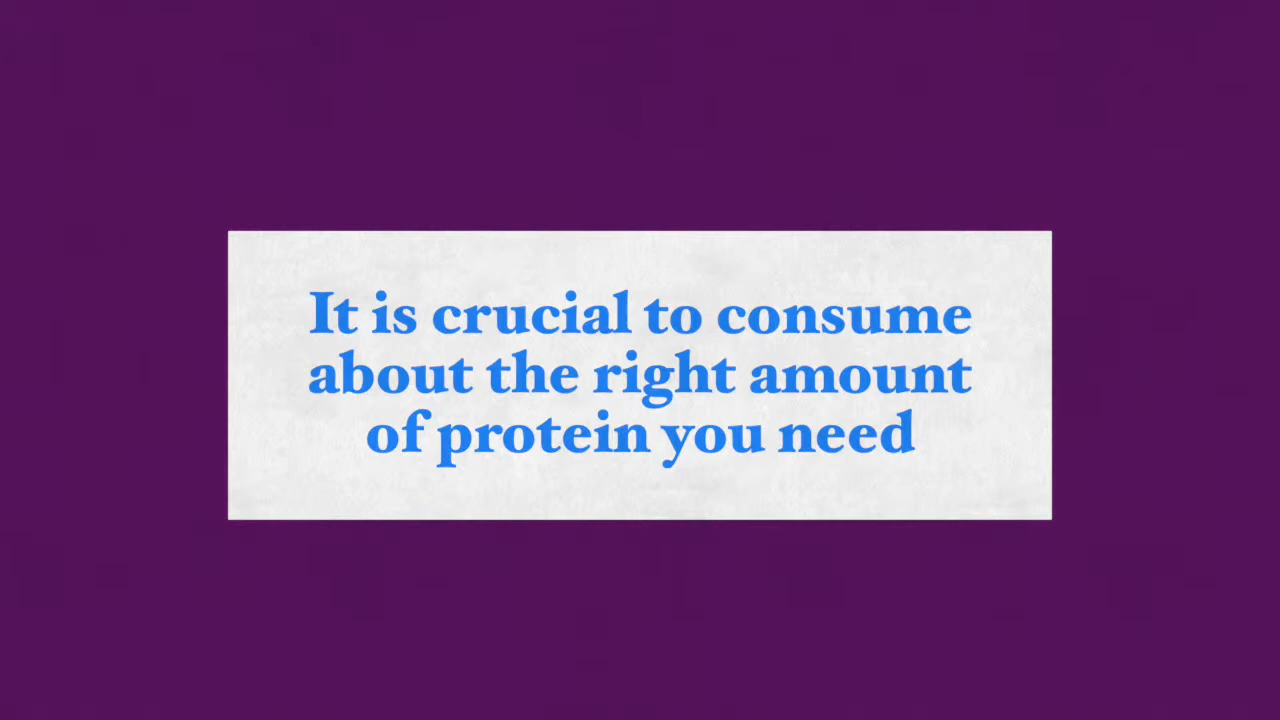 It is crucial to consume
about the right amount
of protein you need